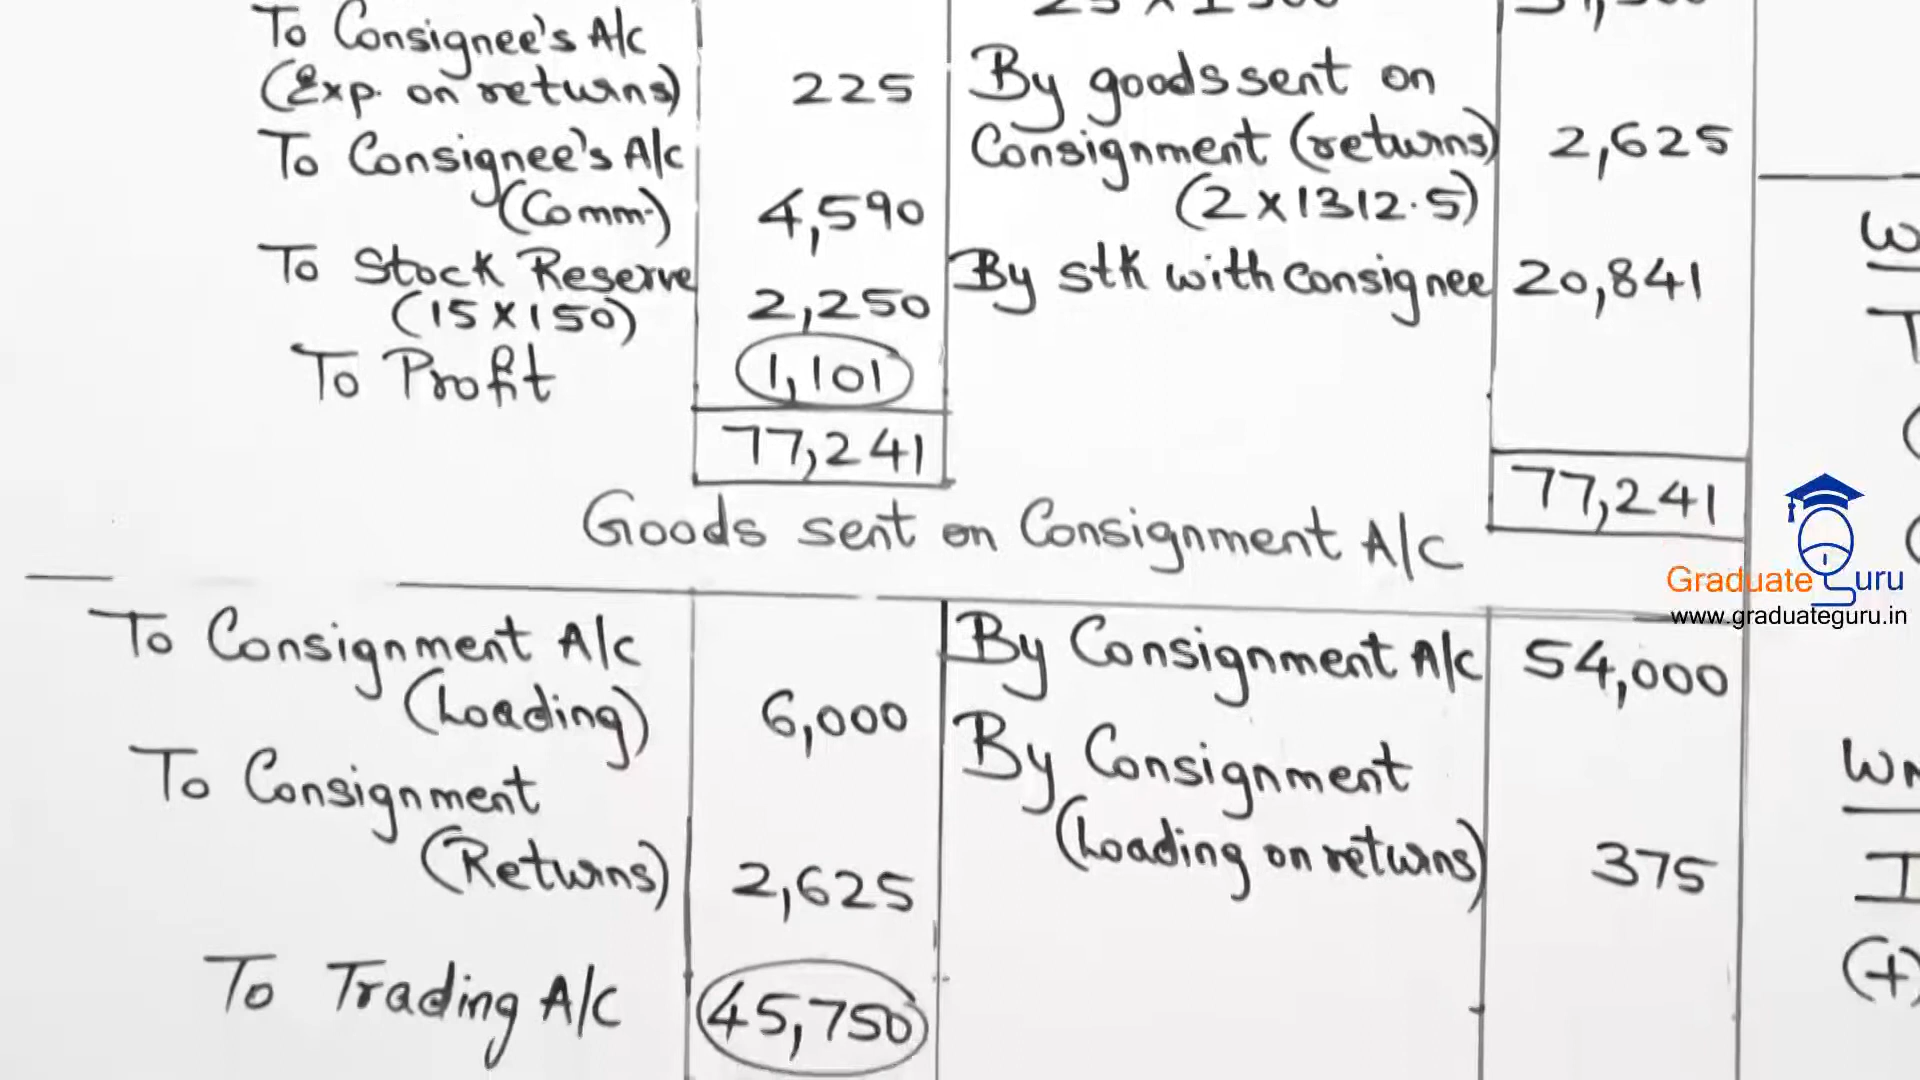 To Consignee's A/c
(Exp. on returns) 225
To Consignee's A/c
(Comm.) 4,590
To Stock Reserve
(15 x 150) 2,250
To Profit 1,101
77,241
By goods sent on
Consignment (returns) 2,625
(2 x 1312.5)
By stk with consignee 20,841
77,241
Goods sent on Consignment A/C
To Consignment A/c
(Loading) 6,000
To Consignment
(Returns) 2,625
To Trading A/C 45,750
By Consignment A/c 54,000
By Consignment
(Loading on returns) 375
Graduate Guru
www.graduateguru.in
(+)